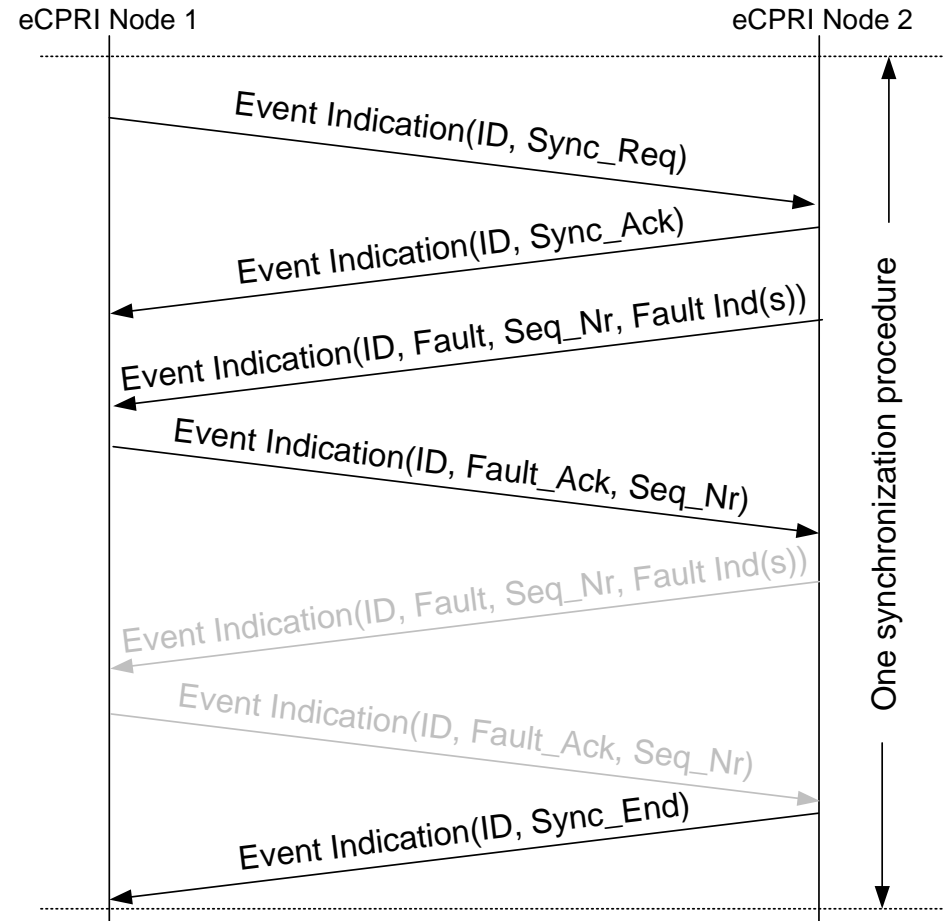 eCPRI Node 1
eCPRI Node 2
Event Indication(ID, Sync_Req)
Event Indication(ID, Sync_Ack)
Event Indication(ID, Fault, Seq_Nr, Fault Ind(s))
Event Indication(ID, Fault_Ack, Seq_Nr)
Event Indication(ID, Fault, Seq_Nr, Fault Ind(s))
Event Indication(ID, Fault_Ack, Seq_Nr)
Event Indication(ID, Sync_End)
One synchronization procedure